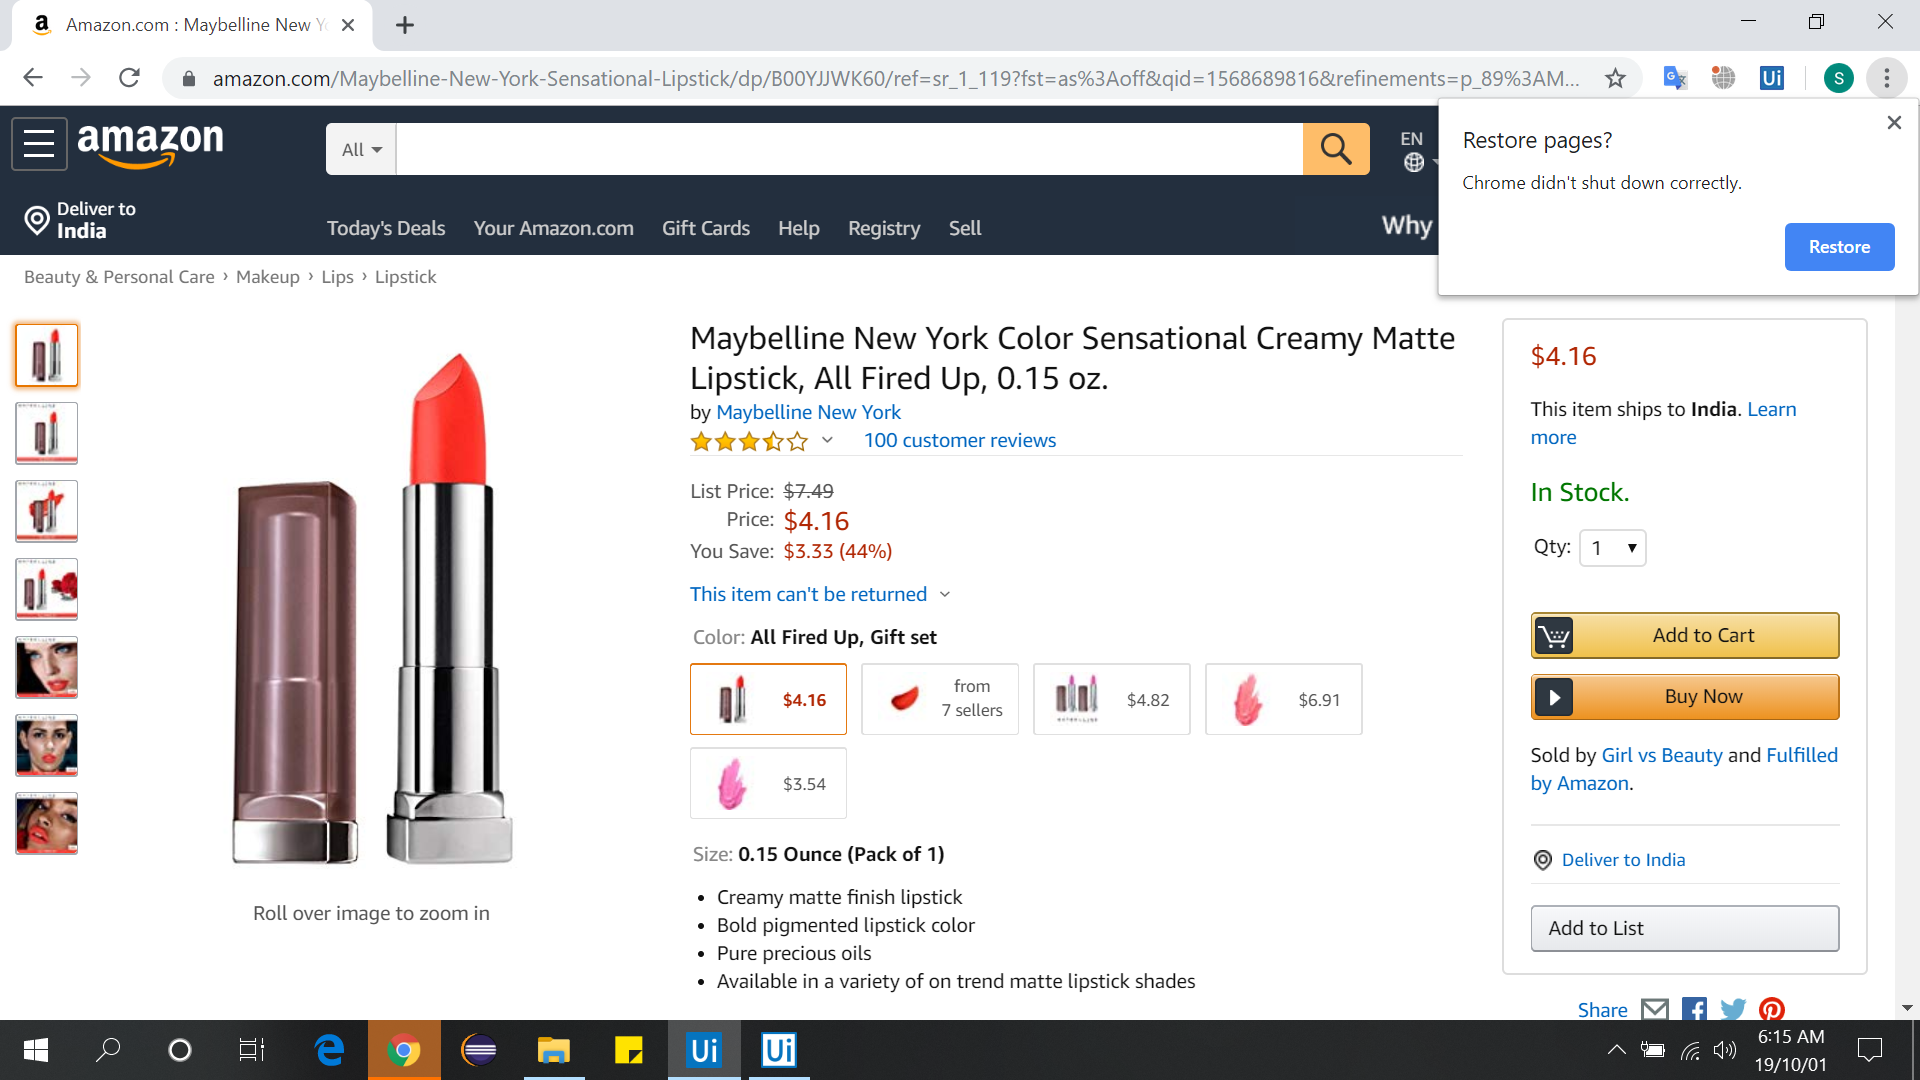 Amazon.com : Maybelline New Y
amazon.com/Maybelline-New-York-Sensational-Lipstick/dp/B00YJJWK60/ref=sr_1_119?fst=as%3Aoff&qid=1568689816&refinements=p_89%3AM...
Ui
S
Restore pages?
Chrome didn't shut down correctly.
Restore
amazon
All
EN
Deliver to
India
Today's Deals
Your Amazon.com
Gift Cards
Help
Registry
Sell
Why
Beauty & Personal Care › Makeup › Lips › Lipstick
Maybelline New York Color Sensational Creamy Matte
Lipstick, All Fired Up, 0.15 oz.
by Maybelline New York
100 customer reviews
List Price: $7.49
Price: $4.16
You Save: $3.33 (44%)
This item can't be returned
Color: All Fired Up, Gift set
$4.16
from
7 sellers
$4.82
$6.91
$3.54
Size: 0.15 Ounce (Pack of 1)
• Creamy matte finish lipstick
• Bold pigmented lipstick color
• Pure precious oils
• Available in a variety of on trend matte lipstick shades
Roll over image to zoom in
$4.16
This item ships to India. Learn
more
In Stock.
Qty: 1
Add to Cart
Buy Now
Sold by Girl vs Beauty and Fulfilled
by Amazon.
Deliver to India
Add to List
Share
Ui
Ui
6:15 AM
19/10/01